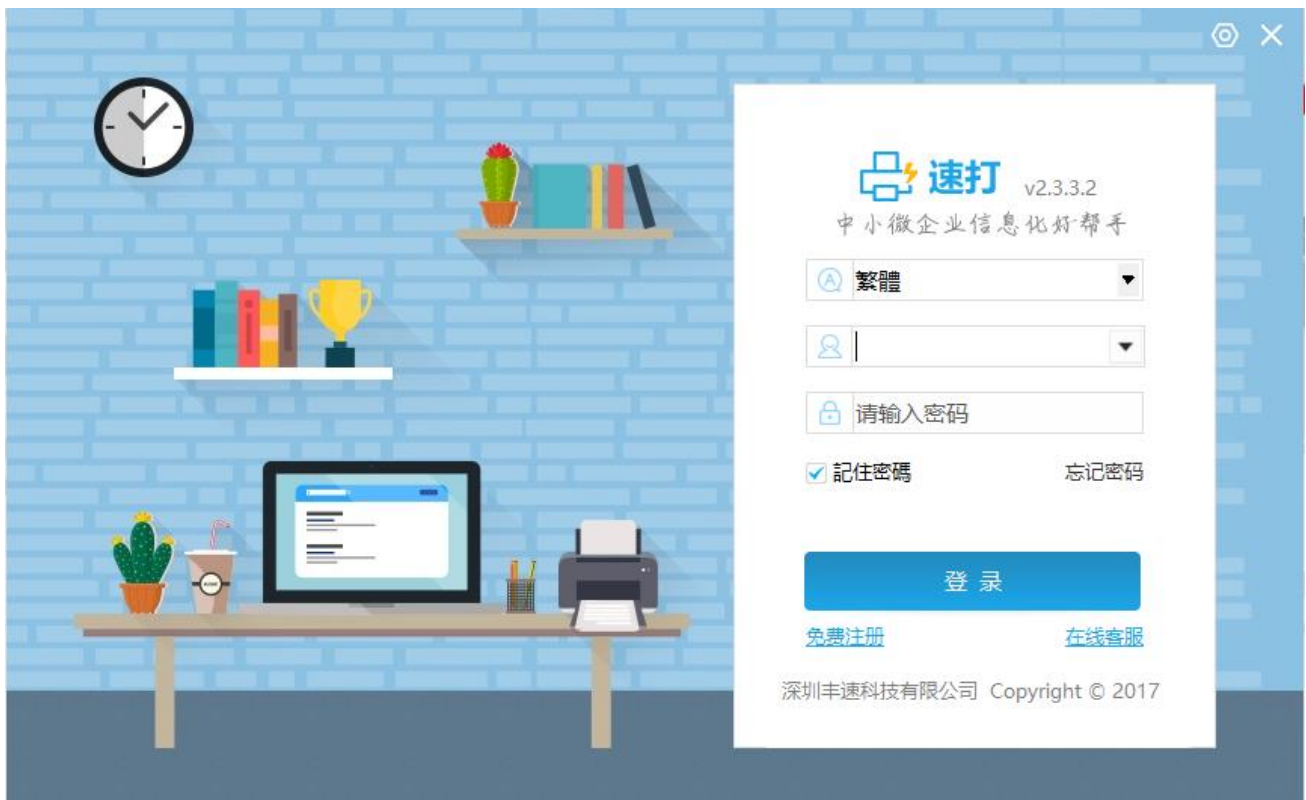 速打 v2.3.3.2
中小微企业信息化好帮手
繁體
请输入密码
記住密碼 忘记密码
登录
免费注册 在线客服
深圳丰速科技有限公司 Copyright © 2017